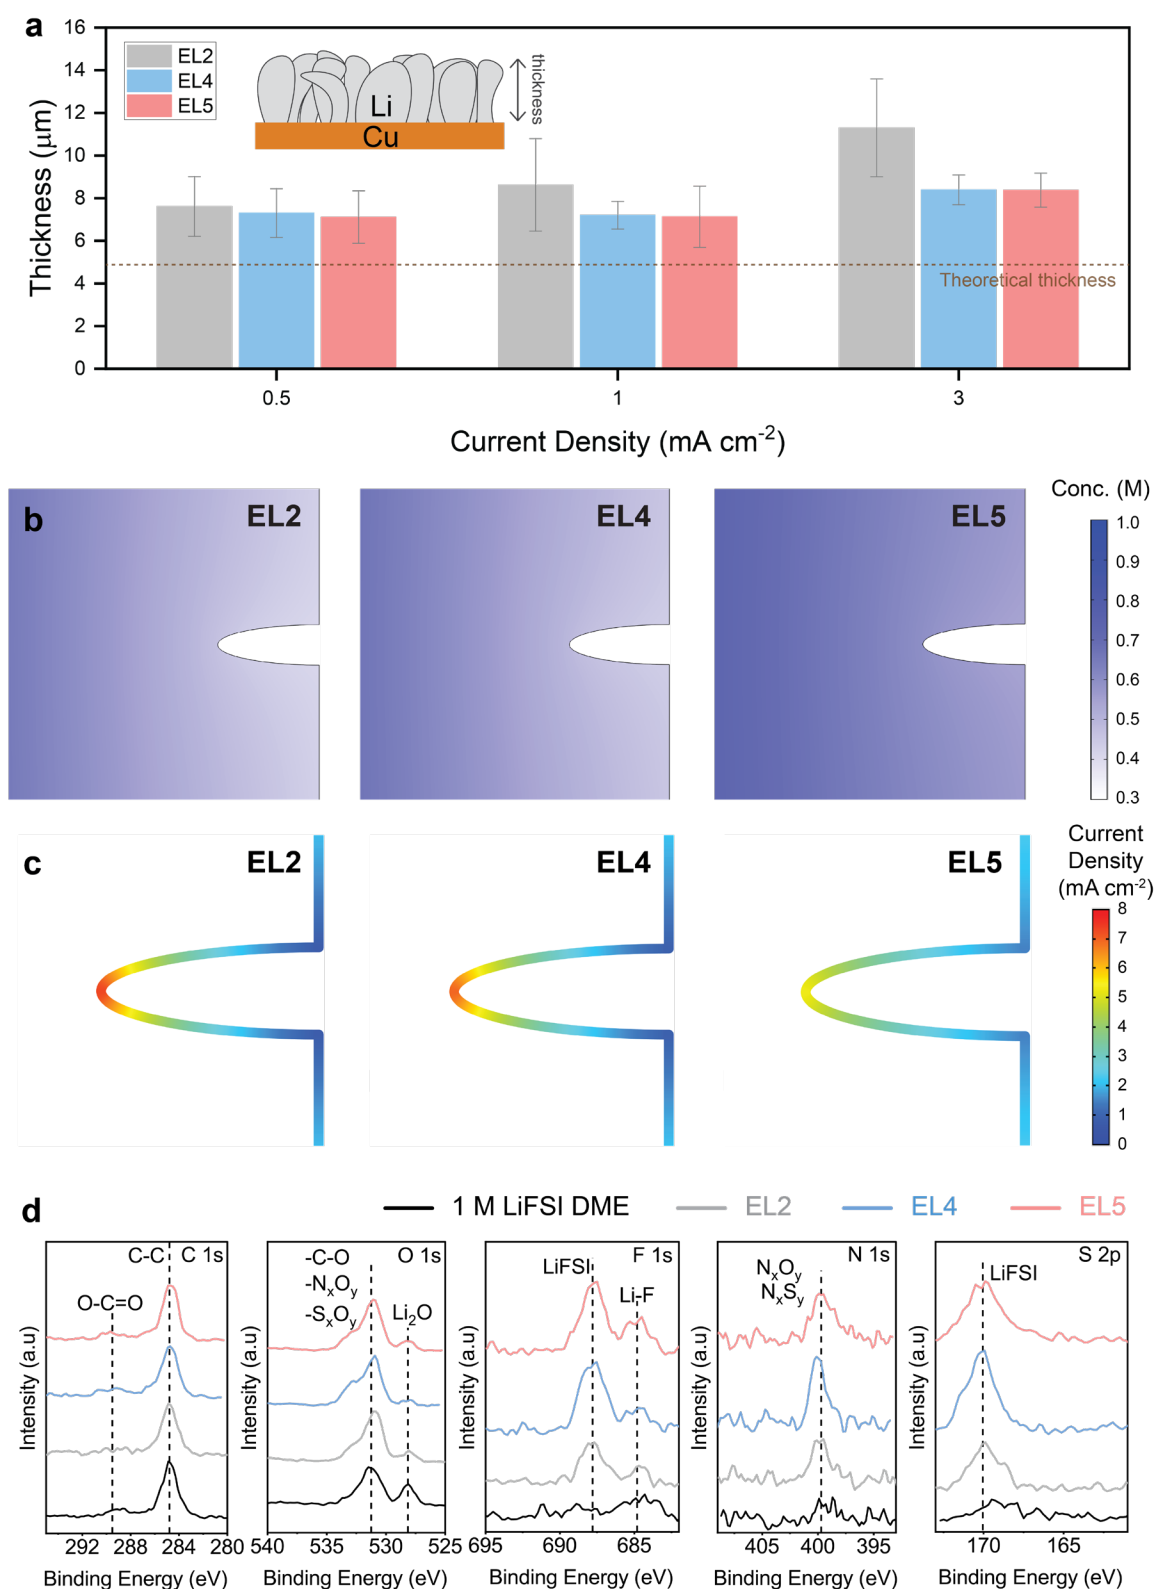 a
16
14
12
10
8
6
4
2
0
Thickness (μm)
EL2
EL4
EL5
Li
Cu
thickness
Theoretical thickness
0.5 1 3
Current Density (mA cm⁻²)
b
EL2
EL4
EL5
Conc. (M)
1.0
0.9
0.8
0.7
0.6
0.5
0.4
0.3
c
EL2
EL4
EL5
Current
Density
(mA cm⁻²)
8
7
6
5
4
3
2
1
0
d
1 M LiFSI DME EL2 EL4 EL5
C-C C 1s
O-C=O
Intensity (a.u)
292 288 284 280
Binding Energy (eV)
-C-O O 1s
-NₓOᵧ
-SₓOᵧ Li₂O
Intensity (a.u)
540 535 530 525
Binding Energy (eV)
F 1s
LiFSI
Li-F
Intensity (a.u)
695 690 685
Binding Energy (eV)
N 1s
NₓOᵧ
NₓSᵧ
Intensity (a.u)
405 400 395
Binding Energy (eV)
S 2p
LiFSI
Intensity (a.u)
170 165
Binding Energy (eV)